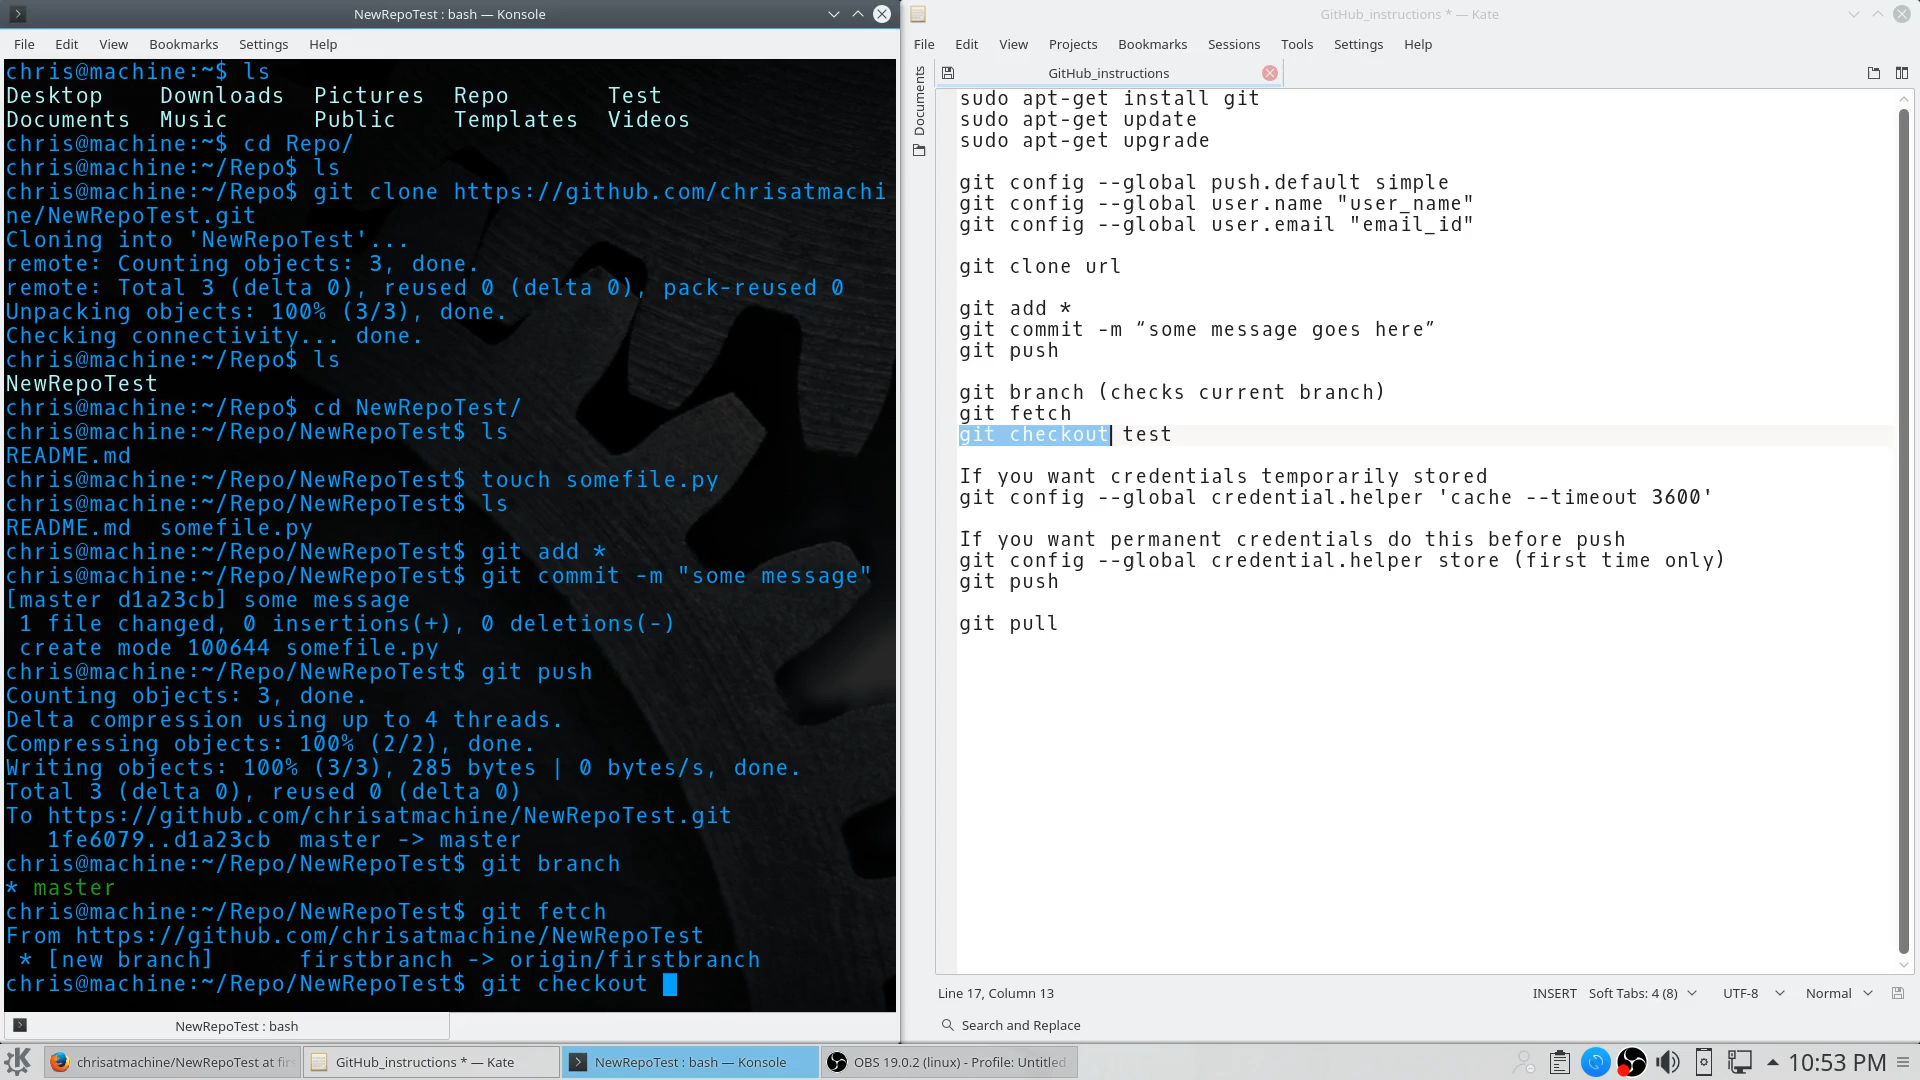 NewRepoTest : bash — Konsole
File Edit View Bookmarks Settings Help
chris@machine:~$ ls
Desktop Downloads Pictures Repo Test
Documents Music Public Templates Videos
chris@machine:~$ cd Repo/
chris@machine:~/Repo$ ls
chris@machine:~/Repo$ git clone https://github.com/chrisatmachi
ne/NewRepoTest.git
Cloning into 'NewRepoTest'...
remote: Counting objects: 3, done.
remote: Total 3 (delta 0), reused 0 (delta 0), pack-reused 0
Unpacking objects: 100% (3/3), done.
Checking connectivity... done.
chris@machine:~/Repo$ ls
NewRepoTest
chris@machine:~/Repo$ cd NewRepoTest/
chris@machine:~/Repo/NewRepoTest$ ls
README.md
chris@machine:~/Repo/NewRepoTest$ touch somefile.py
chris@machine:~/Repo/NewRepoTest$ ls
README.md somefile.py
chris@machine:~/Repo/NewRepoTest$ git add *
chris@machine:~/Repo/NewRepoTest$ git commit -m "some message"
[master d1a23cb] some message
1 file changed, 0 insertions(+), 0 deletions(-)
create mode 100644 somefile.py
chris@machine:~/Repo/NewRepoTest$ git push
Counting objects: 3, done.
Delta compression using up to 4 threads.
Compressing objects: 100% (2/2), done.
Writing objects: 100% (3/3), 285 bytes | 0 bytes/s, done.
Total 3 (delta 0), reused 0 (delta 0)
To https://github.com/chrisatmachine/NewRepoTest.git
1fe6079..d1a23cb master -> master
chris@machine:~/Repo/NewRepoTest$ git branch
* master
chris@machine:~/Repo/NewRepoTest$ git fetch
From https://github.com/chrisatmachine/NewRepoTest
* [new branch] firstbranch -> origin/firstbranch
chris@machine:~/Repo/NewRepoTest$ git checkout
NewRepoTest : bash
GitHub_instructions * — Kate
File Edit View Projects Bookmarks Sessions Tools Settings Help
Documents
GitHub_instructions
sudo apt-get install git
sudo apt-get update
sudo apt-get upgrade
git config --global push.default simple
git config --global user.name "user_name"
git config --global user.email "email_id"
git clone url
git add *
git commit -m “some message goes here”
git push
git branch (checks current branch)
git fetch
git checkout test
If you want credentials temporarily stored
git config --global credential.helper 'cache --timeout 3600'
If you want permanent credentials do this before push
git config --global credential.helper store (first time only)
git push
git pull
Line 17, Column 13 INSERT Soft Tabs: 4 (8) UTF-8 Normal
Search and Replace
chrisatmachine/NewRepoTest at GitHub_instructions * — Kate NewRepoTest : bash — Konsole OBS 19.0.2 (linux) - Profile: Untitled 10:53 PM